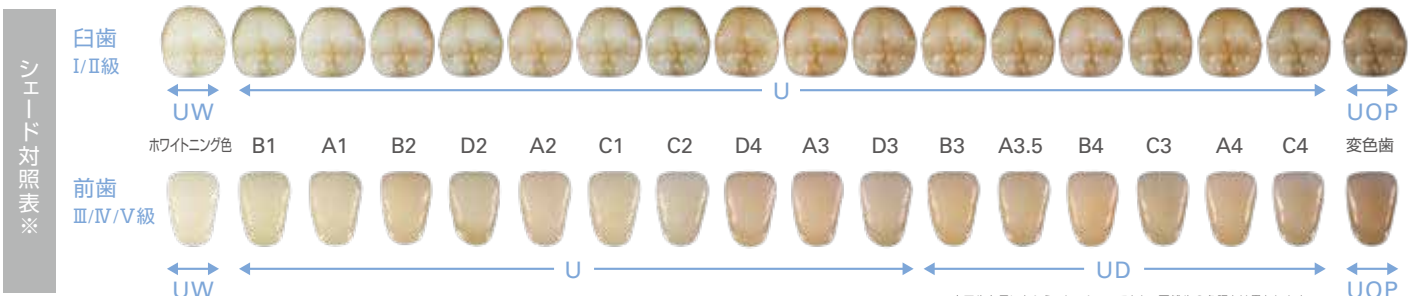 シェード対照表※
臼歯
I/II級
UW U UOP
ホワイトニング色 B1 A1 B2 D2 A2 C1 C2 D4 A3 D3 B3 A3.5 B4 C3 A4 C4 変色歯
前歯
Ⅲ/Ⅳ/Ⅴ級
UW U UD UOP